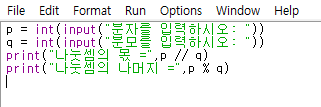 File Edit Format Run Options Window Help
p = int(input("분자를 입력하시오: "))
q = int(input("분모를 입력하시오: "))
print("나눗셈의 몫 =",p // q)
print("나눗셈의 나머지 =",p % q)